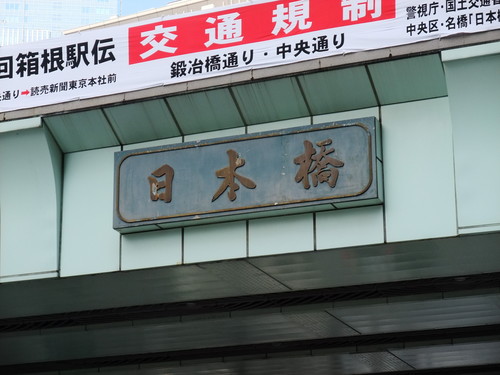 回箱根駅伝
交通規制
鍛冶橋通り・中央通り
央通り→読売新聞東京本社前
警視庁・国土交通省
中央区・名橋「日本橋
日本橋